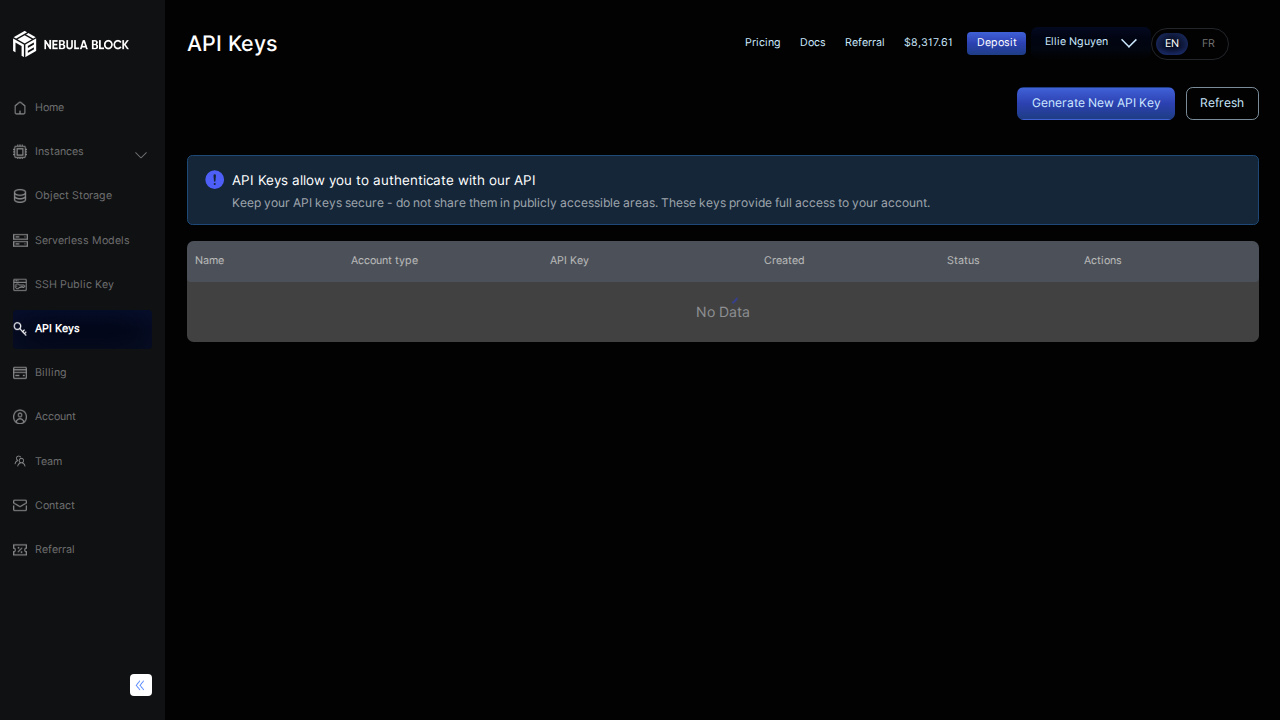 NEBULA BLOCK
API Keys
Pricing
Docs
Referral
$8,317.61
Deposit
Ellie Nguyen
EN
FR
Home
Instances
Object Storage
Serverless Models
SSH Public Key
API Keys
Billing
Account
Team
Contact
Referral
Generate New API Key
Refresh
API Keys allow you to authenticate with our API
Keep your API keys secure - do not share them in publicly accessible areas. These keys provide full access to your account.
Name
Account type
API Key
Created
Status
Actions
No Data